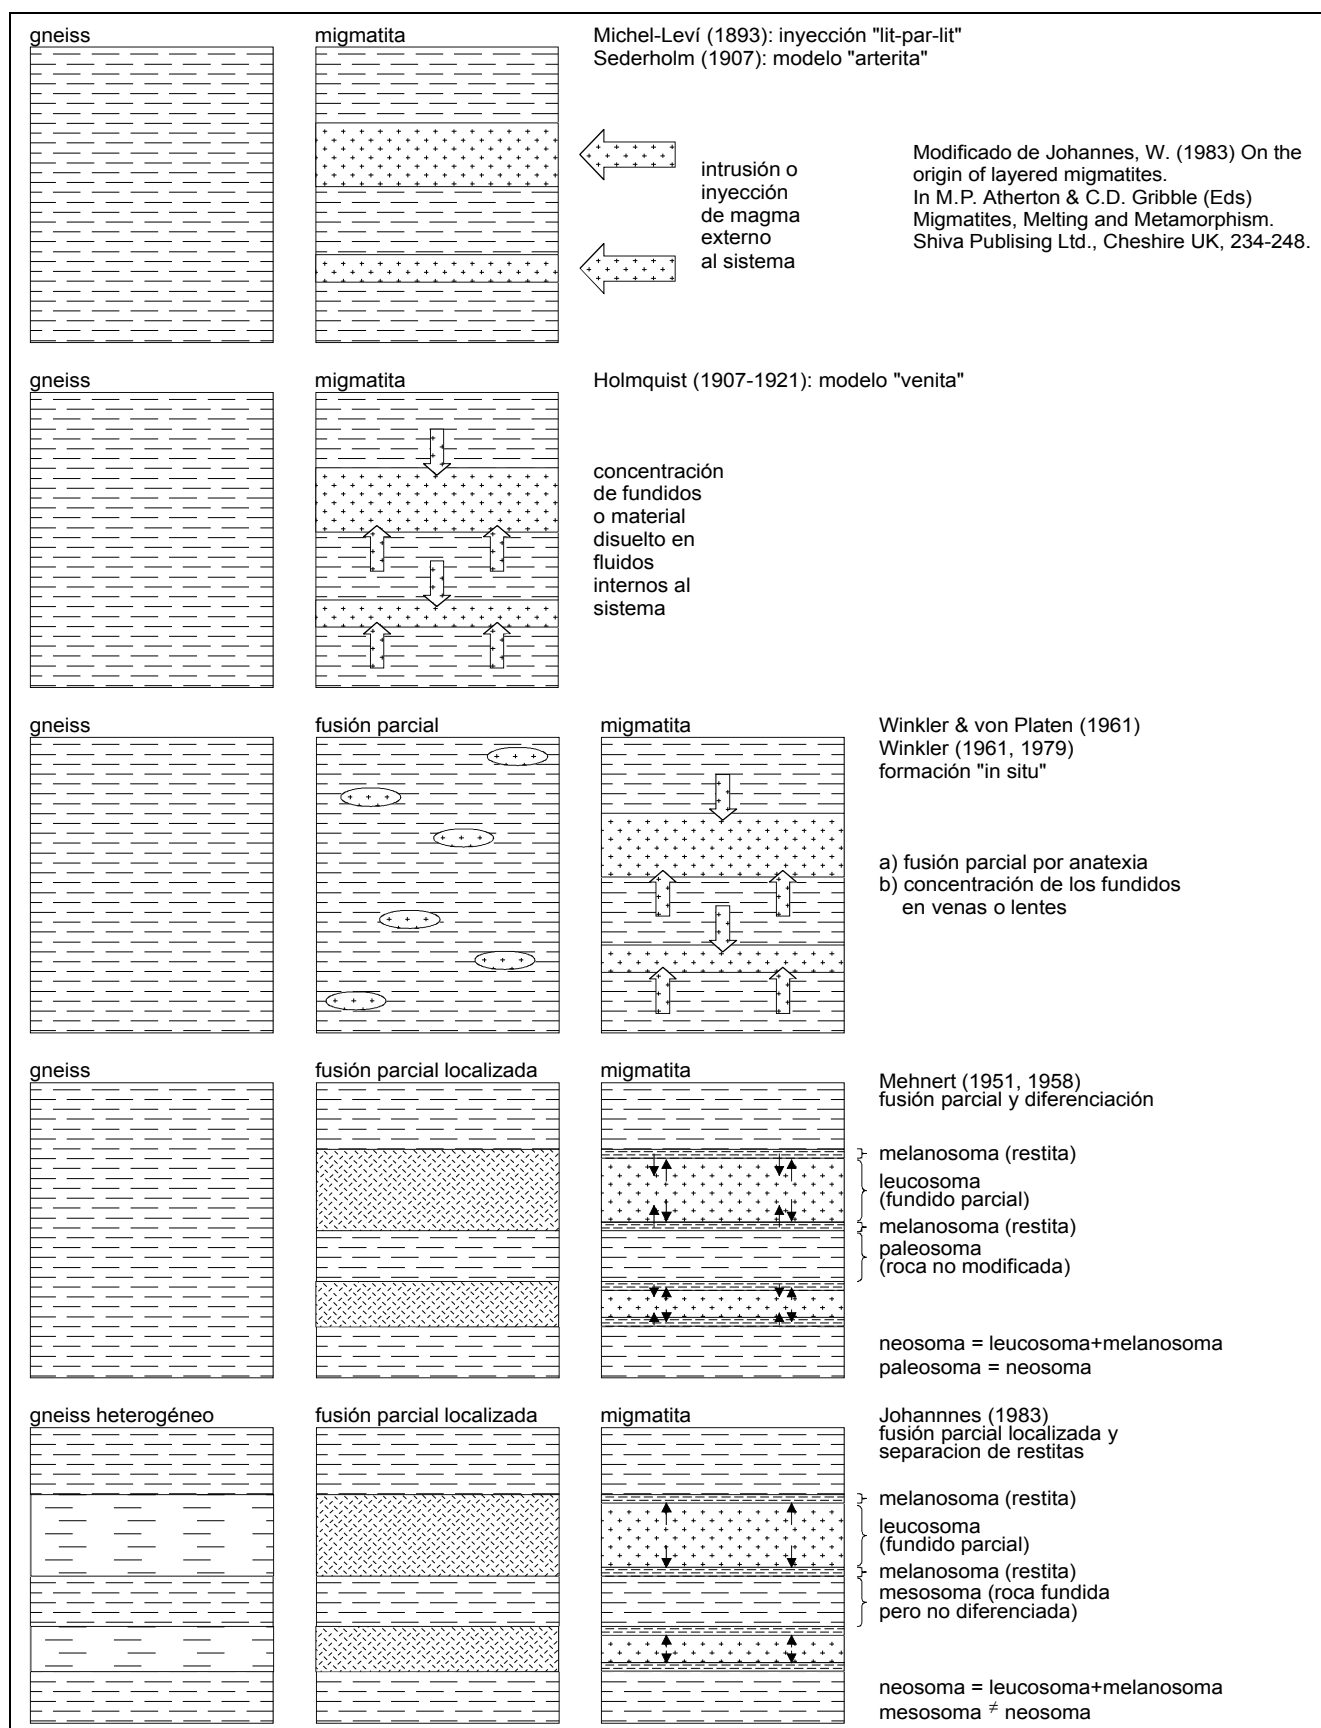 gneiss
migmatita
Michel-Leví (1893): inyección "lit-par-lit"
Sederholm (1907): modelo "arterita"
intrusión o
inyección
de magma
externo
al sistema
Modificado de Johannes, W. (1983) On the
origin of layered migmatites.
In M.P. Atherton & C.D. Gribble (Eds)
Migmatites, Melting and Metamorphism.
Shiva Publising Ltd., Cheshire UK, 234-248.
gneiss
migmatita
Holmquist (1907-1921): modelo "venita"
concentración
de fundidos
o material
disuelto en
fluidos
internos al
sistema
gneiss
fusión parcial
migmatita
Winkler & von Platen (1961)
Winkler (1961, 1979)
formación "in situ"
a) fusión parcial por anatexia
b) concentración de los fundidos
en venas o lentes
gneiss
fusión parcial localizada
migmatita
Mehnert (1951, 1958)
fusión parcial y diferenciación
melanosoma (restita)
leucosoma
(fundido parcial)
melanosoma (restita)
paleosoma
(roca no modificada)
neosoma = leucosoma+melanosoma
paleosoma = neosoma
gneiss heterogéneo
fusión parcial localizada
migmatita
Johannnes (1983)
fusión parcial localizada y
separacion de restitas
melanosoma (restita)
leucosoma
(fundido parcial)
melanosoma (restita)
mesosoma (roca fundida
pero no diferenciada)
neosoma = leucosoma+melanosoma
mesosoma ≠ neosoma